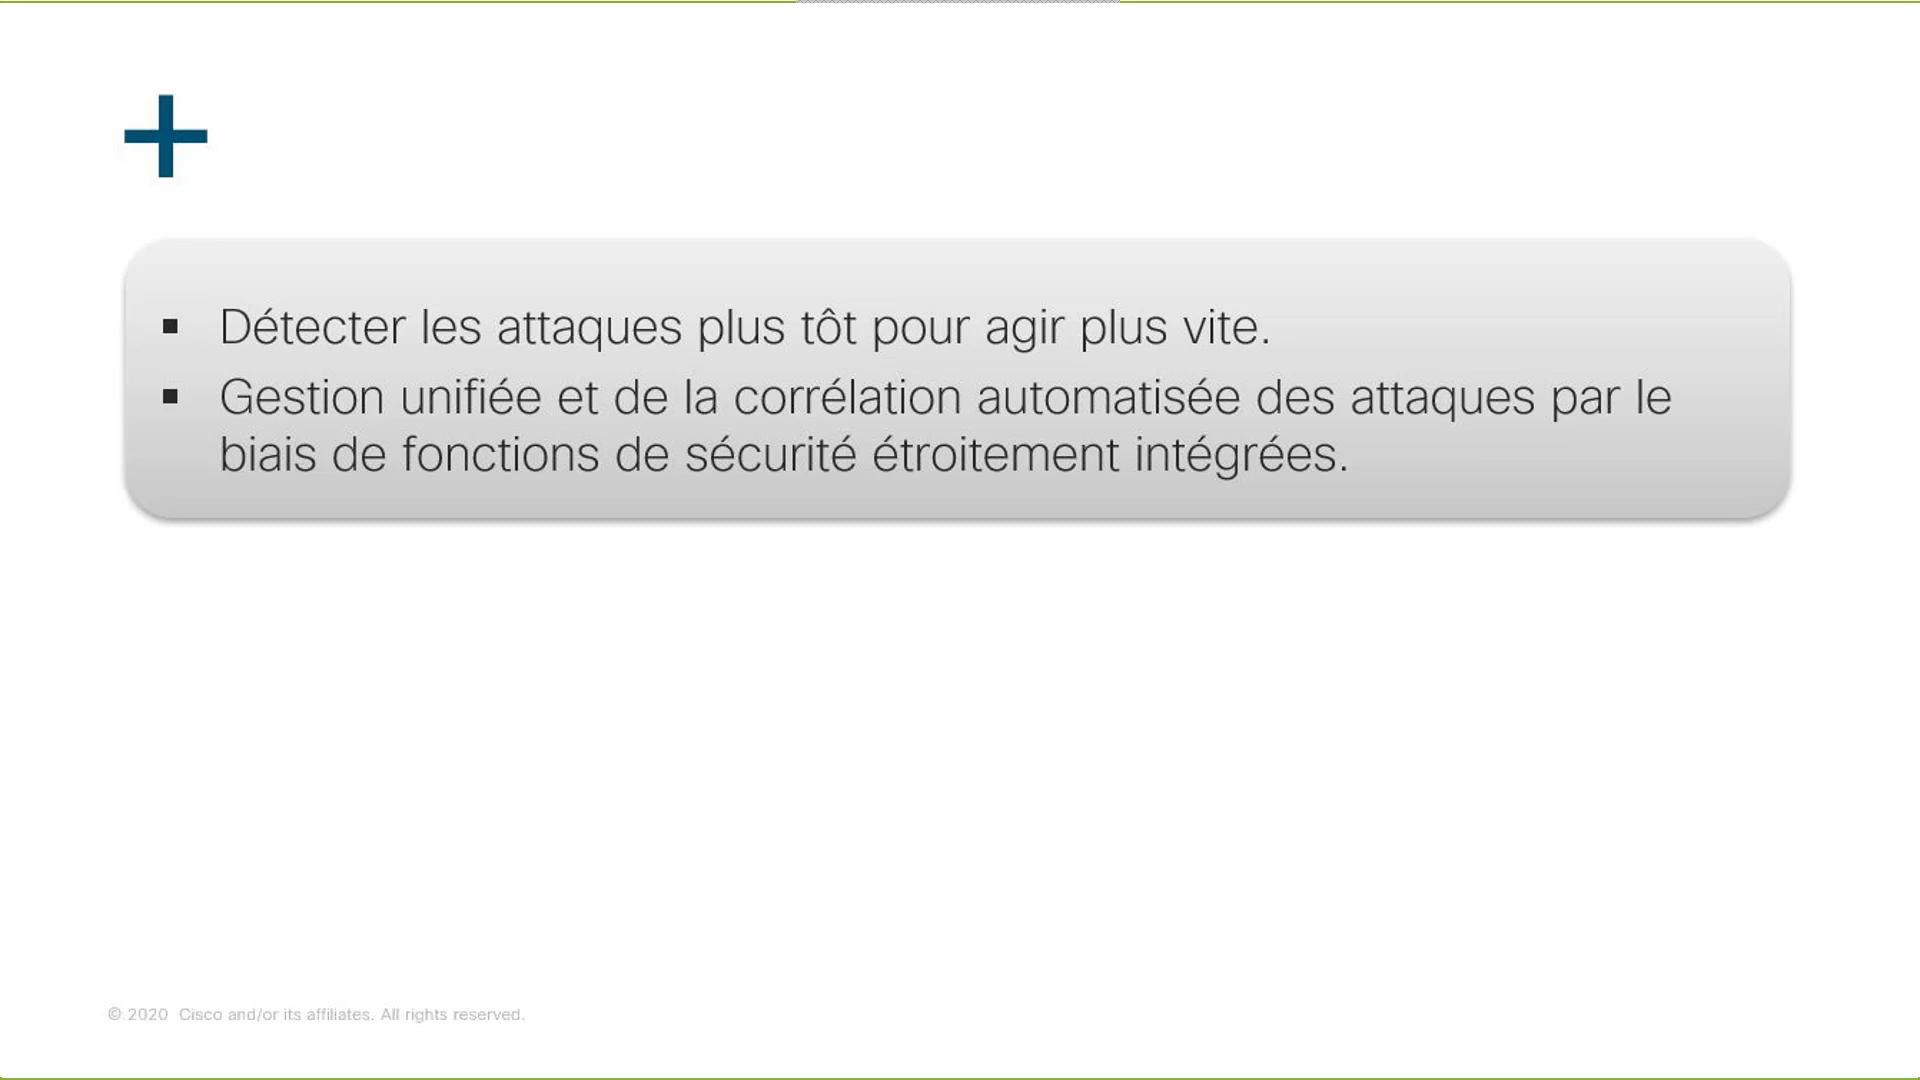 ▪ Détecter les attaques plus tôt pour agir plus vite.
▪ Gestion unifiée et de la corrélation automatisée des attaques par le
biais de fonctions de sécurité étroitement intégrées.
© 2020 Cisco and/or its affiliates. All rights reserved.